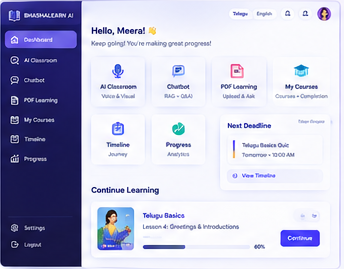 BHASHALEARN AI
Dashboard
AI Classroom
Chatbot
PDF Learning
My Courses
Timeline
Progress
Settings
Logout
Telugu
English
Hello, Meera! 👋
Keep going! You're making great progress!
AI Classroom
Voice & Visual
Chatbot
RAG + Q&A
PDF Learning
Upload & Ask
My Courses
Courses + Completion
Timeline
Journey
Progress
Analytics
Next Deadline
Telugu Basics Quiz
Tomorrow • 10:00 AM
View Timeline
Continue Learning
Telugu Basics
Lesson 4: Greetings & Introductions
60%
Continue